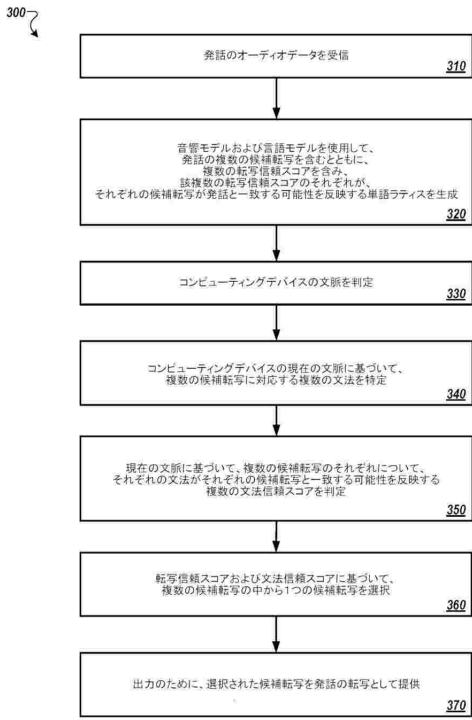 300
発話のオーディオデータを受信
310
音響モデルおよび言語モデルを使用して、
発話の複数の候補転写を含むとともに、
複数の転写信頼スコアを含み、
該複数の転写信頼スコアのそれぞれが、
それぞれの候補転写が発話と一致する可能性を反映する単語ラティスを生成
320
コンピューティングデバイスの文脈を判定
330
コンピューティングデバイスの現在の文脈に基づいて、
複数の候補転写に対応する複数の文法を特定
340
現在の文脈に基づいて、複数の候補転写のそれぞれについて、
それぞれの文法がそれぞれの候補転写と一致する可能性を反映する
複数の文法信頼スコアを判定
350
転写信頼スコアおよび文法信頼スコアに基づいて、
複数の候補転写の中から1つの候補転写を選択
360
出力のために、選択された候補転写を発話の転写として提供
370